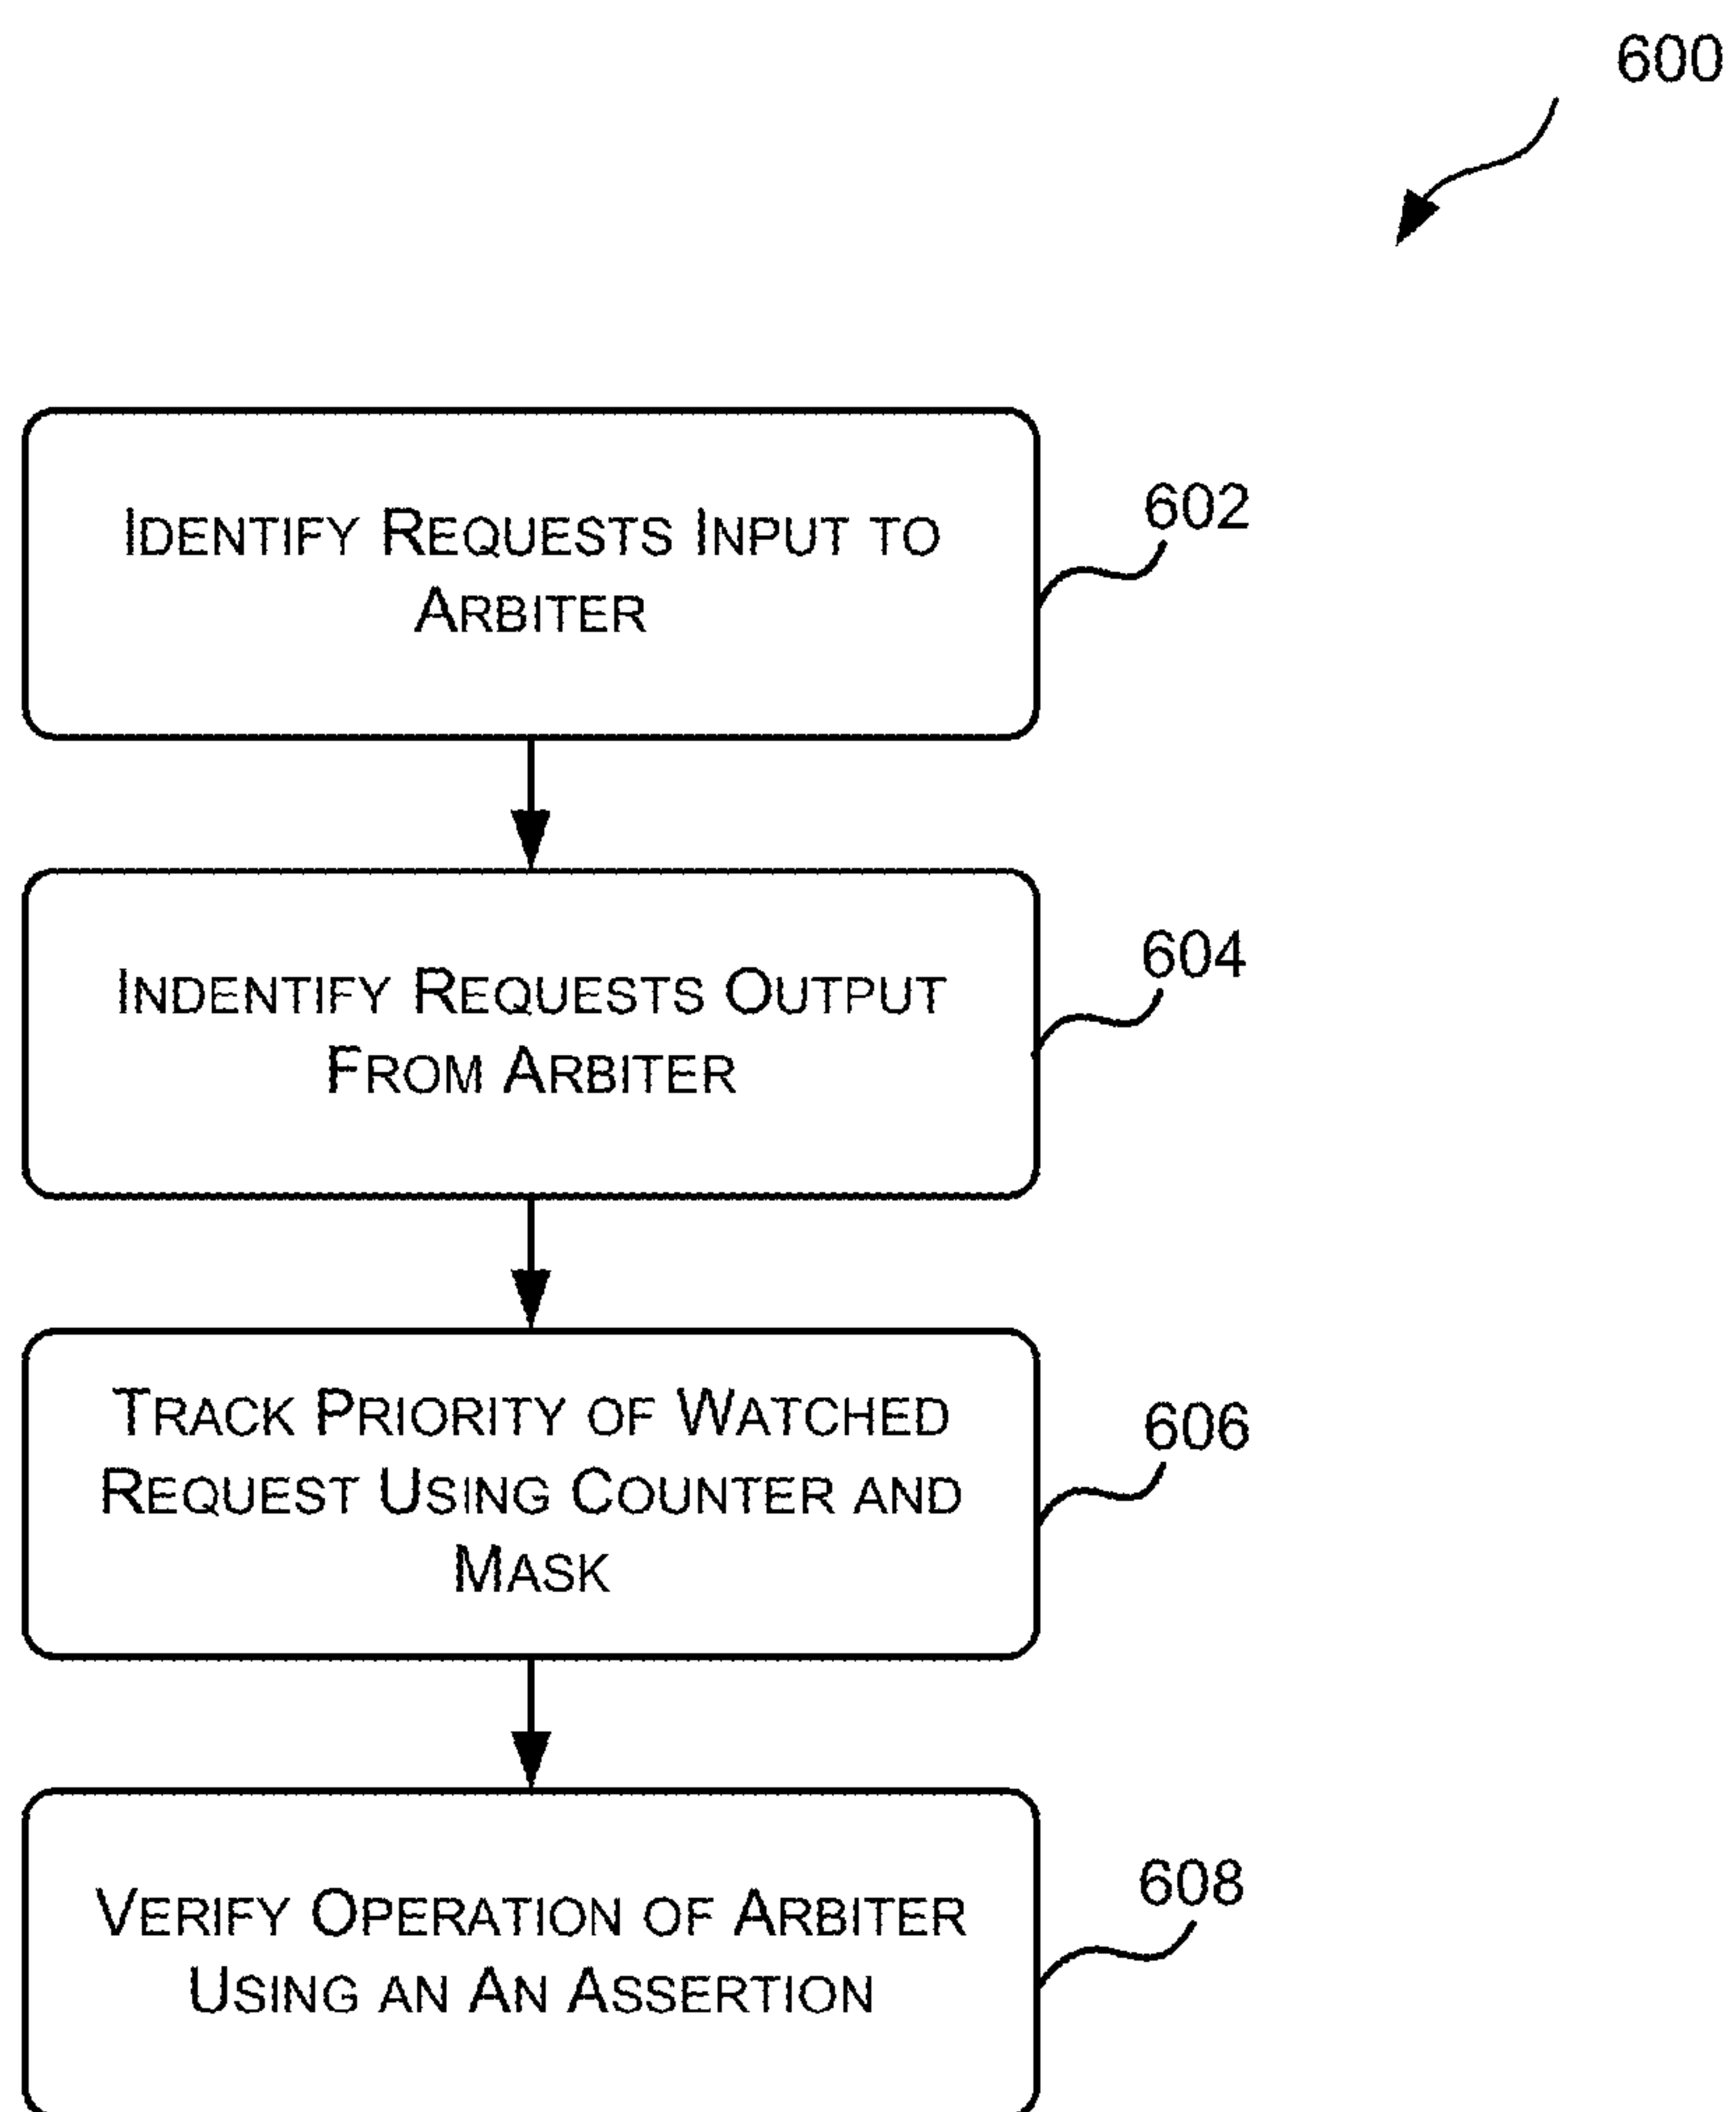 600
IDENTIFY REQUESTS INPUT TO
ARBITER
602
INDENTIFY REQUESTS OUTPUT
FROM ARBITER
604
TRACK PRIORITY OF WATCHED
REQUEST USING COUNTER AND
MASK
606
VERIFY OPERATION OF ARBITER
USING AN AN ASSERTION
608